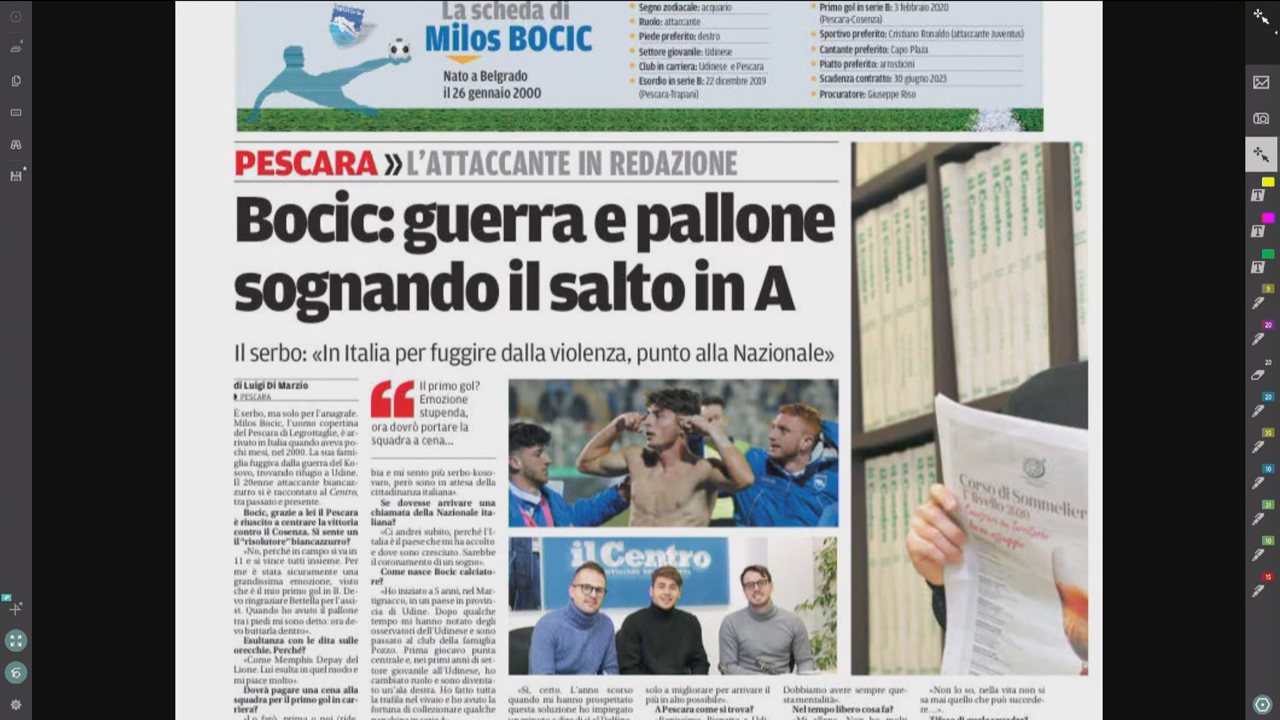 La scheda di
Milos BOCIC
Nato a Belgrado
il 26 gennaio 2000
Segno zodiacale: acquario
Ruolo: attaccante
Piede preferito: destro
Settore giovanile: Udinese
Club in carriera: Udinese e Pescara
Esordio in serie B: 22 dicembre 2019
(Pescara-Trapani)
Primo gol in serie B: 3 febbraio 2020
(Pescara-Cosenza)
Sportivo preferito: Cristiano Ronaldo (attaccante Juventus)
Cantante preferito: Capo Plaza
Piatto preferito: arrosticini
Scadenza contratto: 30 giugno 2023
Procuratore: Giuseppe Riso
PESCARA » L'ATTACCANTE IN REDAZIONE
Bocic: guerra e pallone
sognando il salto in A
Il serbo: «In Italia per fuggire dalla violenza, punto alla Nazionale»
di Luigi Di Marzio
PESCARA
È serbo, ma solo per l'anagrafe.
Milos Bocic, l'uomo copertina
del Pescara di Legrottaglie, è ar-
rivato in Italia quando aveva po-
chi mesi, nel 2000. La sua fami-
glia fuggiva dalla guerra del Ko-
sovo, trovando rifugio a Udine.
Il 20enne attaccante biancaz-
zurro si è raccontato al Centro,
tra passato e presente.
Bocic, grazie a lei il Pescara
è riuscito a centrare la vittoria
contro il Cosenza. Si sente un
il "risolutore" biancazzurro?
«No, perché in campo si va in
11 e si vince tutti insieme. Per
me è stata sicuramente una
grandissima emozione, visto
che è il mio primo gol in B. De-
vo ringraziare Bettella per l'assi-
st. Quando ho avuto il pallone
tra i piedi mi sono detto: ora de-
vo buttarla dentro».
Esultanza con le dita sulle
orecchie. Perché?
«Come Memphis Depay del
Lione. Lui esulta in quel modo e
mi piace molto».
Dovrà pagare una cena alla
squadra per il primo gol in car-
riera?
Il primo gol?
Emozione
stupenda,
ora dovrò portare la
squadra a cena...
bia e mi sento più serbo-koso-
varo, però sono in attesa della
cittadinanza italiana».
Se dovesse arrivare una
chiamata della Nazionale ita-
liana?
«Ci andrei subito, perché l'I-
talia è il paese che mi ha accolto
e dove sono cresciuto. Sarebbe
il coronamento di un sogno».
Come nasce Bocic calciato-
re?
«Ho iniziato a 5 anni, nel Mar-
tignacco, in un paese in provin-
cia di Udine. Dopo qualche
tempo mi hanno notato degli
osservatori dell'Udinese e sono
passato al club della famiglia
Pozzo. Prima giocavo punta
centrale e, nei primi anni di set-
tore giovanile all'Udinese, ho
cambiato ruolo e sono diventa-
to un'ala destra. Ho fatto tutta
la trafila nel vivaio e ho avuto la
fortuna di collezionare qualche
il Centro
«Sì, certo. L'anno scorso
quando mi hanno prospettato
questa soluzione ho impiegato
solo a migliorare per arrivare il
più in alto possibile».
A Pescara come si trova?
Dobbiamo avere sempre que-
sta mentalità».
Nel tempo libero cosa fa?
«Non lo so, nella vita non si
sa mai quello che può succede-
re...».
Centro
il Centro
Corso di Sommelier
I° livello 2020